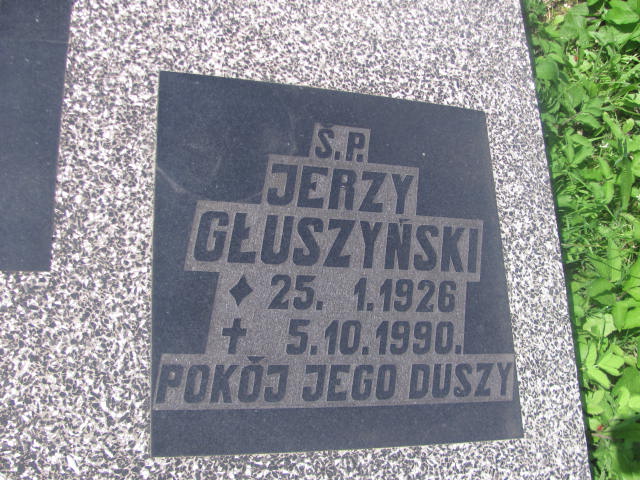 Ś.P.
JERZY
GŁUSZYŃSKI
✦ 25. 1.1926
✝ 5.10.1990.
POKÓJ JEGO DUSZY